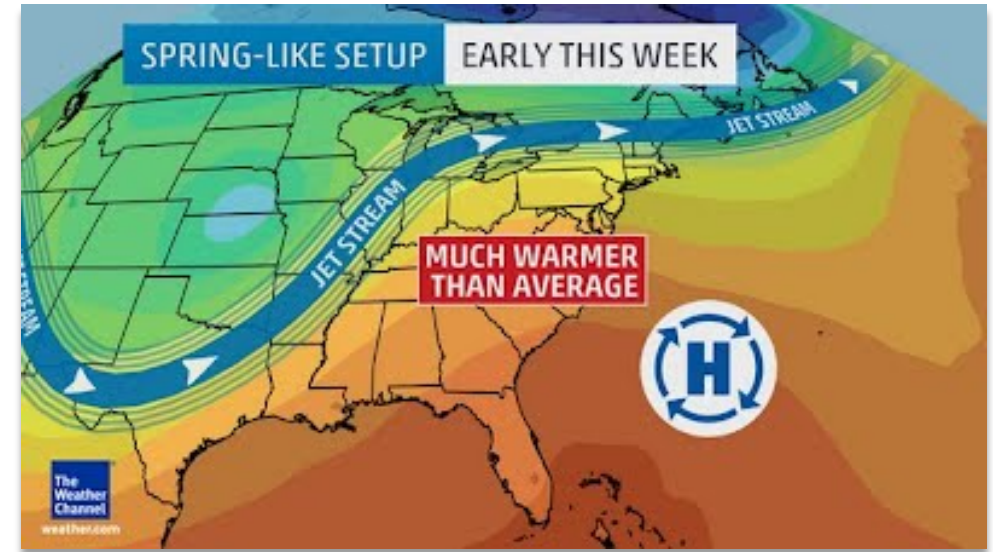 SPRING-LIKE SETUP EARLY THIS WEEK
JET STREAM
JET STREAM
MUCH WARMER
THAN AVERAGE
STREAM
H
The
Weather
Channel
weather.com